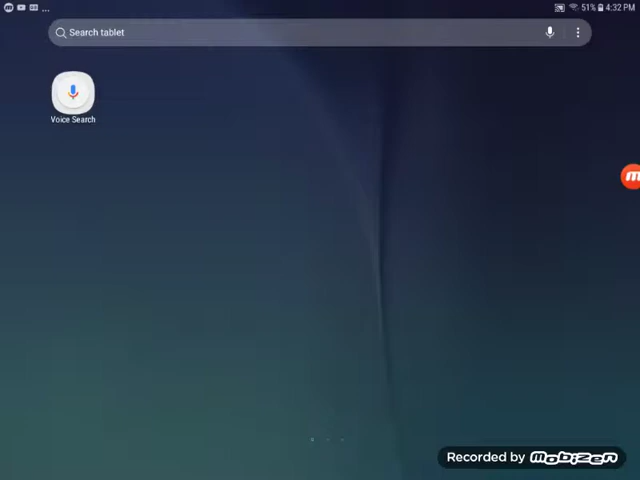 51% 4:32 PM
Search tablet
Voice Search
m
Recorded by mobizen